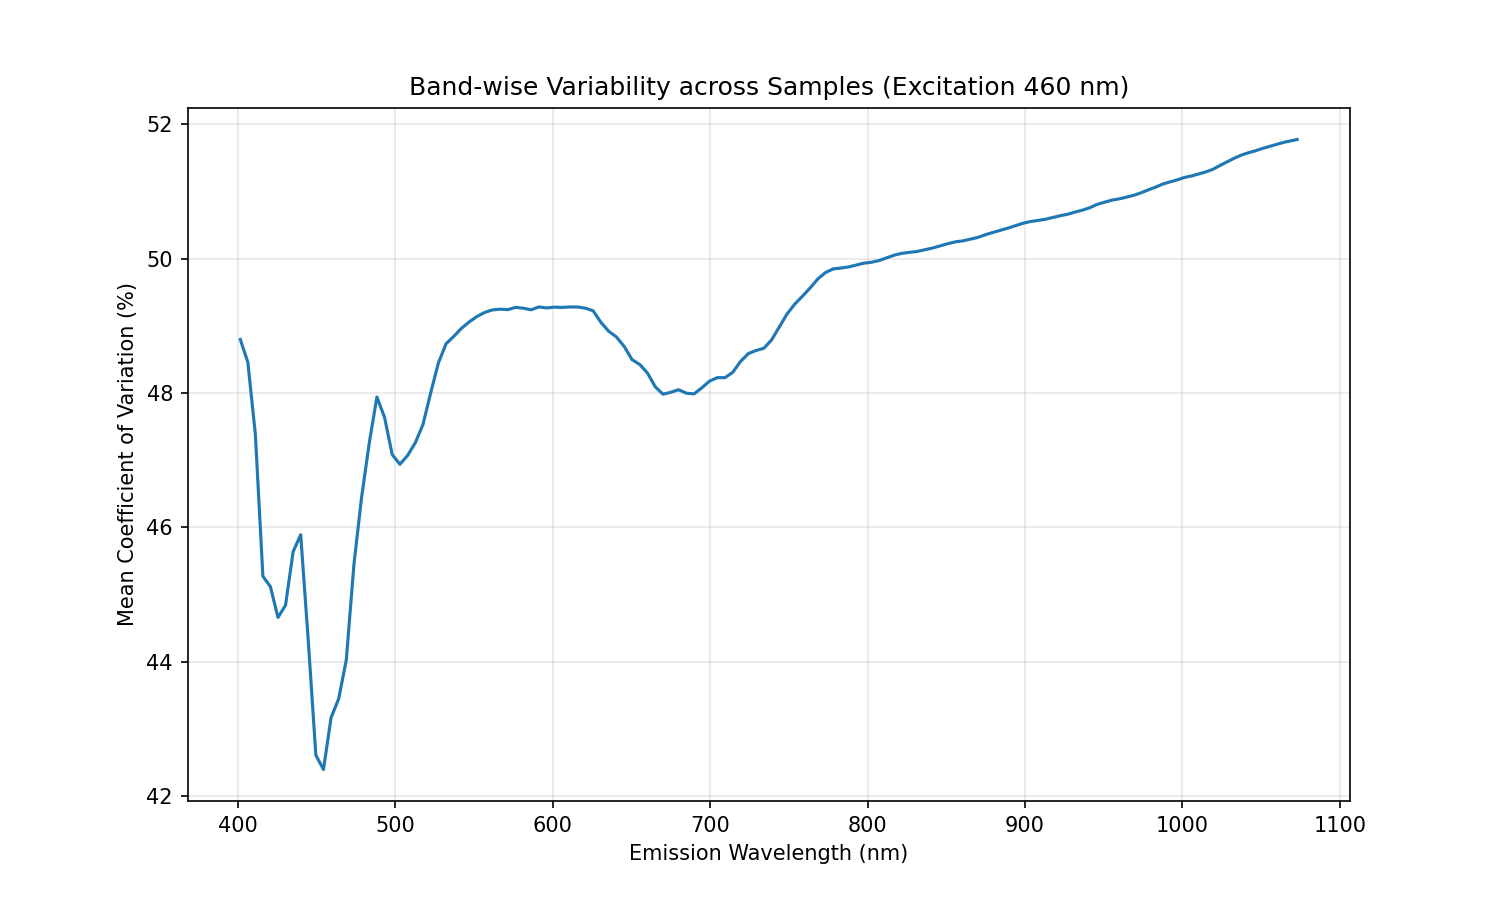 Band-wise Variability across Samples (Excitation 460 nm)
Mean Coefficient of Variation (%)
52
50
48
46
44
42
400 500 600 700 800 900 1000 1100
Emission Wavelength (nm)